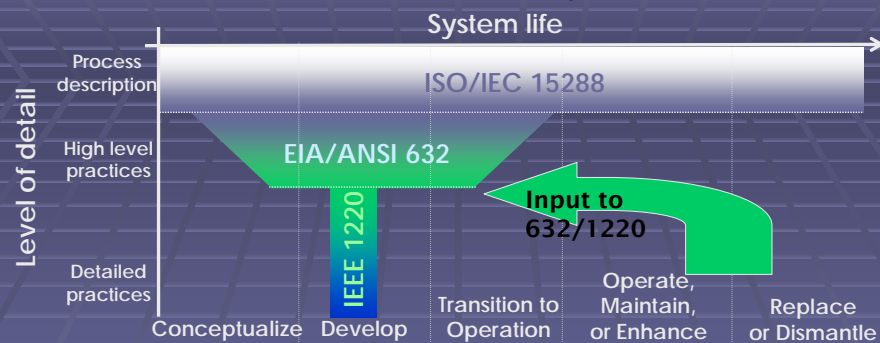 System life
Process
description
ISO/IEC 15288
Level of detail
High level
practices
EIA/ANSI 632
IEEE 1220
Input to
632/1220
Detailed
practices
Conceptualize
Develop
Transition to
Operation
Operate,
Maintain,
or Enhance
Replace
or Dismantle